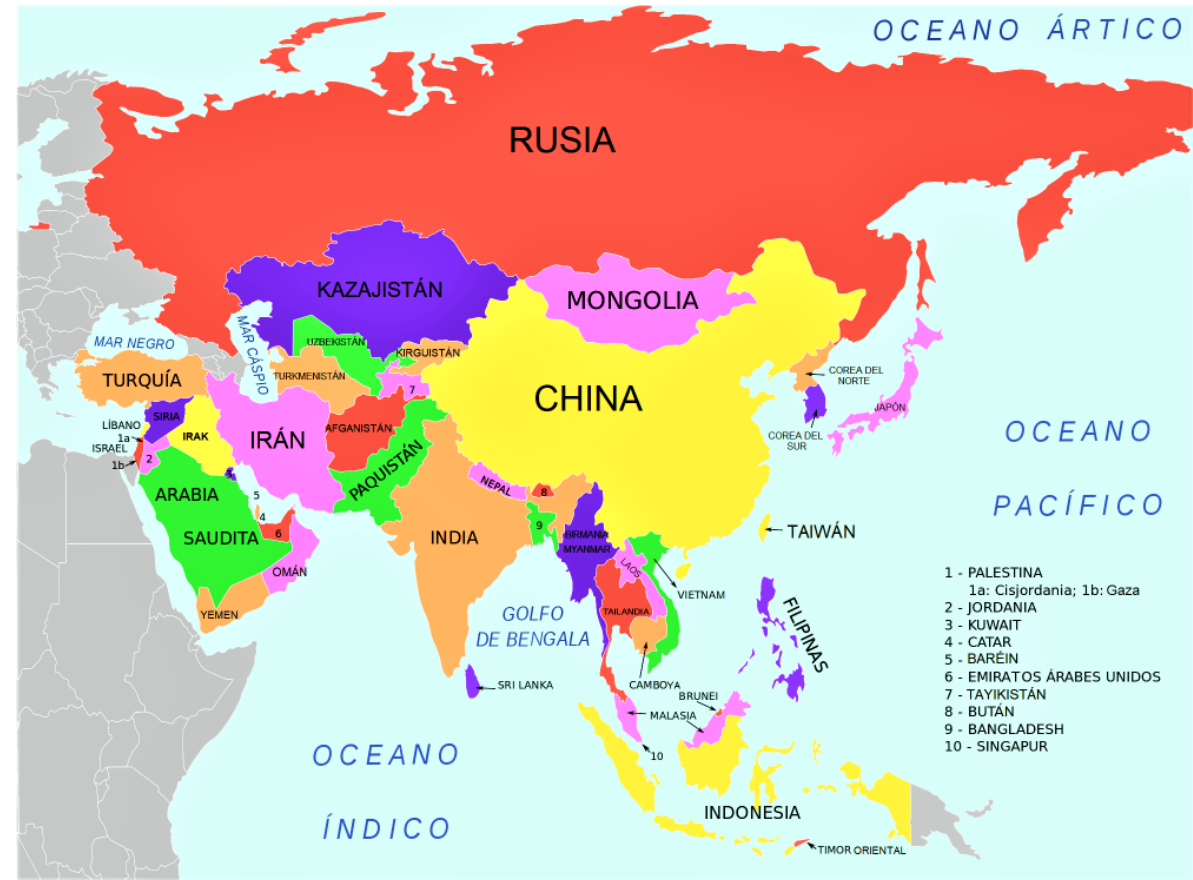 OCEANO ÁRTICO
RUSIA
KAZAJISTÁN
MONGOLIA
MAR NEGRO
MAR CÁSPIO
UZBEKISTÁN
KIRGUISTÁN
TURQUÍA
TURKMENISTÁN
7
COREA DEL
NORTE
CHINA
JAPÓN
SIRIA
LÍBANO
1a
ISRAEL
1b
2
IRAK
IRÁN
AFGANISTÁN
PAQUISTÁN
COREA DEL
SUR
OCEANO
PACÍFICO
ARABIA
SAUDITA
5
4
6
OMÁN
YEMEN
NEPAL
8
9
INDIA
BIRMANIA
MYANMAR
LAOS
TAIWÁN
VIETNAM
TAILANDIA
GOLFO
DE BENGALA
FILIPINAS
SRI LANKA
CAMBOYA
BRUNEI
MALASIA
10
OCEANO
ÍNDICO
INDONESIA
TIMOR ORIENTAL
1 - PALESTINA
1a: Cisjordania; 1b: Gaza
2 - JORDANIA
3 - KUWAIT
4 - CATAR
5 - BARÉIN
6 - EMIRATOS ÁRABES UNIDOS
7 - TAYIKISTÁN
8 - BUTÁN
9 - BANGLADESH
10 - SINGAPUR